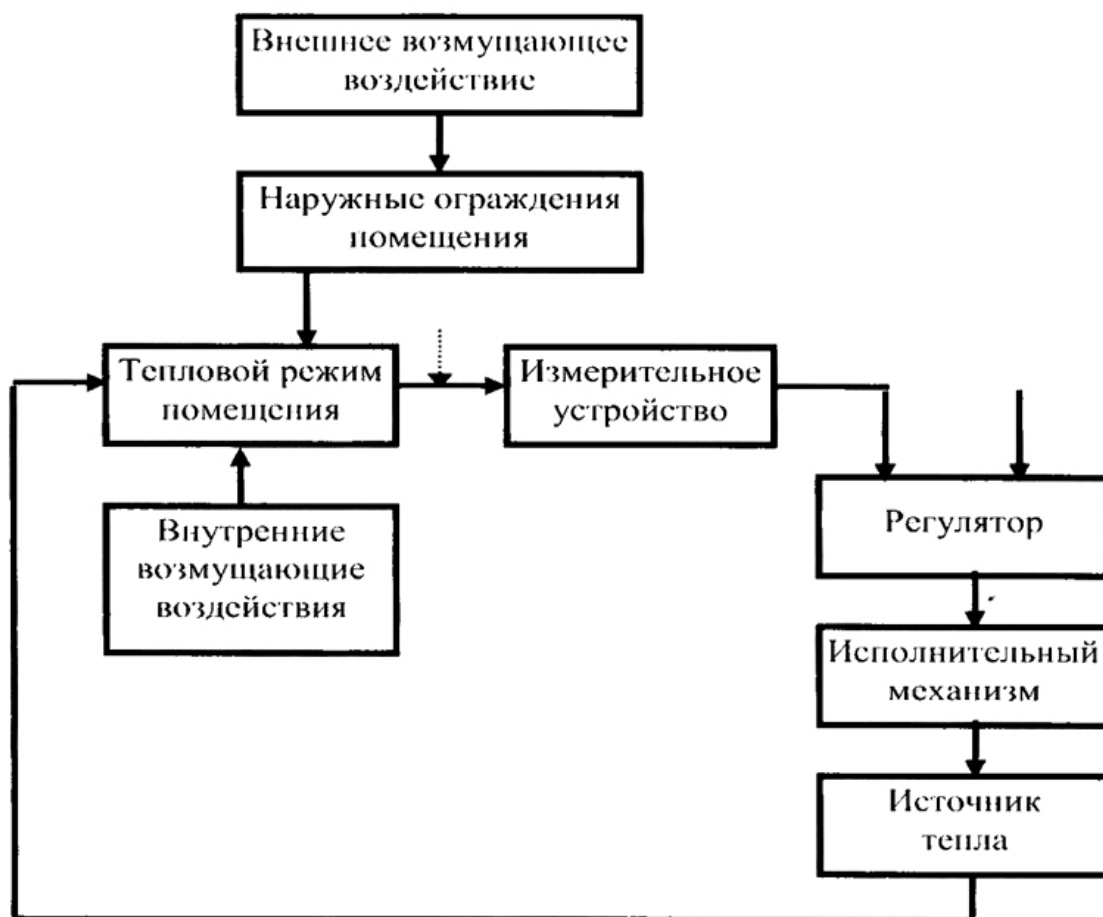 Внешнее возмущающее
воздействие
Наружные ограждения
помещения
Тепловой режим
помещения
Измерительное
устройство
Внутренние
возмущающие
воздействия
Регулятор
Исполнительный
механизм
Источник
тепла